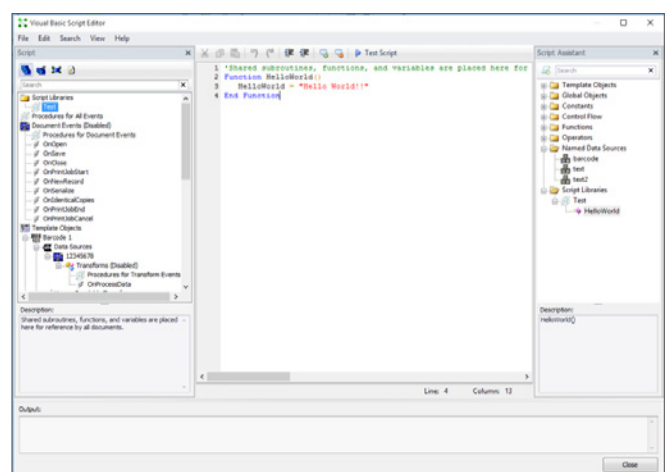 Visual Basic Script Editor
File Edit Search View Help
Script
Search
Script Libraries
Test
Procedures for All Events
Document Events (Disabled)
Procedures for Document Events
OnOpen
OnSave
OnClose
OnPrintJobStart
OnNewRecord
OnSerialize
OnIdenticalCopies
OnPrintJobEnd
OnPrintJobCancel
Template Objects
Barcode 1
Data Sources
12345678
Transforms (Disabled)
Procedures for Transform Events
OnProcessData
Description:
Shared subroutines, functions, and variables are placed
here for reference by all documents.
Test Script
1 'Shared subroutines, functions, and variables are placed here for
2 Function HelloWorld()
3 HelloWorld = "Hello World!!"
4 End Function
Line: 4 Column: 13
Script Assistant
Search
Template Objects
Global Objects
Constants
Control Flow
Functions
Operators
Named Data Sources
barcode
text
text2
Script Libraries
Test
HelloWorld
Description:
HelloWorld()
Output:
Close